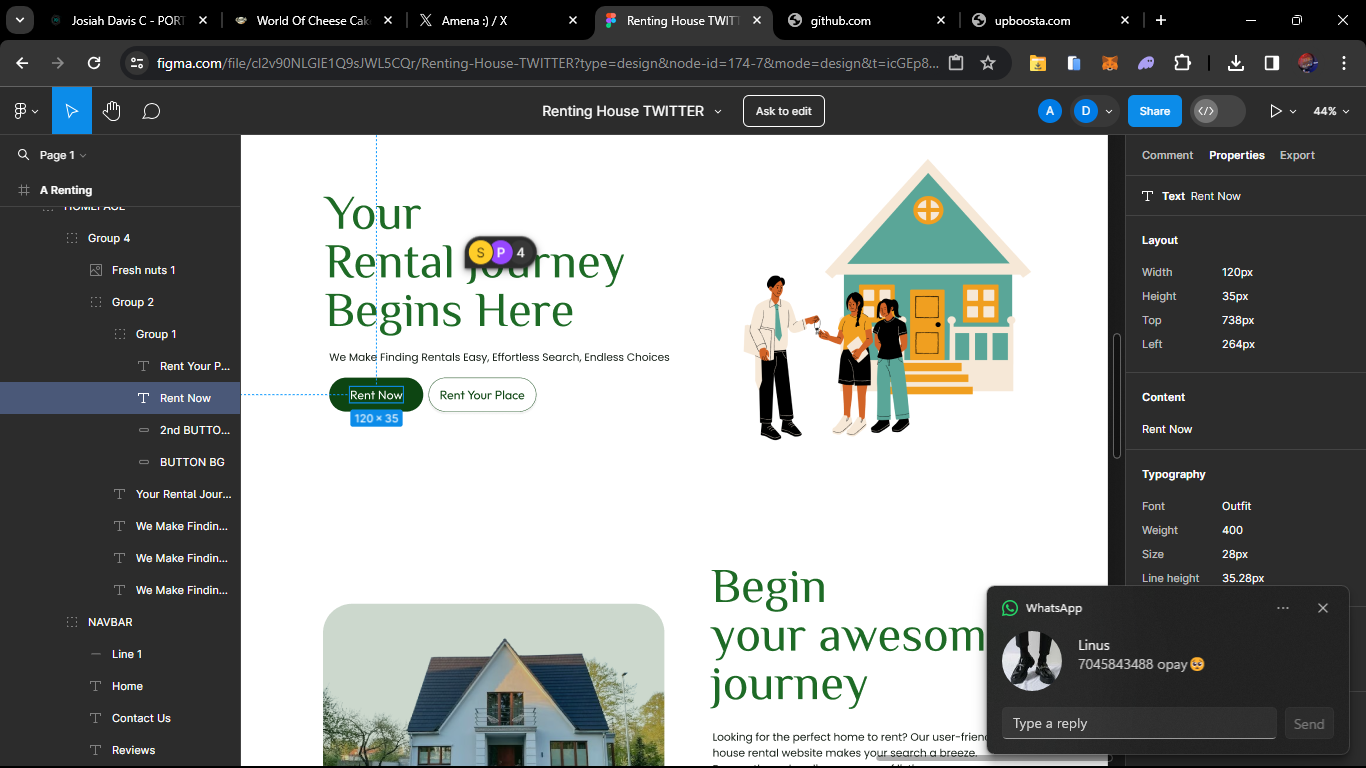 Josiah Davis C - PORT
World Of Cheese Cak
Amena :) / X
Renting House TWITT
github.com
upboosta.com
figma.com/file/cI2v90NLGIE1Q9sJWL5CQr/Renting-House-TWITTER?type=design&node-id=174-7&mode=design&t=icGEp8...
Renting House TWITTER
Ask to edit
A
D
Share
44%
Page 1
A Renting
HOMEPAGE
Group 4
Fresh nuts 1
Group 2
Group 1
Rent Your P...
Rent Now
2nd BUTTO...
BUTTON BG
Your Rental Jour...
We Make Findin...
We Make Findin...
We Make Findin...
NAVBAR
Line 1
Home
Contact Us
Reviews
Your
Rental Journey
Begins Here
S P 4
We Make Finding Rentals Easy, Effortless Search, Endless Choices
Rent Now
Rent Your Place
120 × 35
Begin
your awesom
journey
Looking for the perfect home to rent? Our user-frien
house rental website makes your search a breeze.
Comment Properties Export
Text Rent Now
Layout
Width 120px
Height 35px
Top 738px
Left 264px
Content
Rent Now
Typography
Font Outfit
Weight 400
Size 28px
Line height 35.28px
WhatsApp
Linus
7045843488 opay🥺
Type a reply
Send